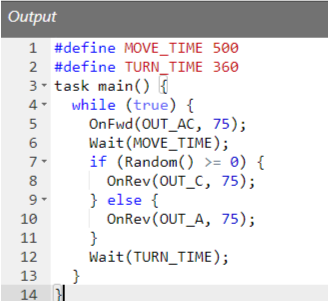 Output
1 #define MOVE_TIME 500
2 #define TURN_TIME 360
3 task main() {
4 while (true) {
5 OnFwd(OUT_AC, 75);
6 Wait(MOVE_TIME);
7 if (Random() >= 0) {
8 OnRev(OUT_C, 75);
9 } else {
10 OnRev(OUT_A, 75);
11 }
12 Wait(TURN_TIME);
13 }
14 }